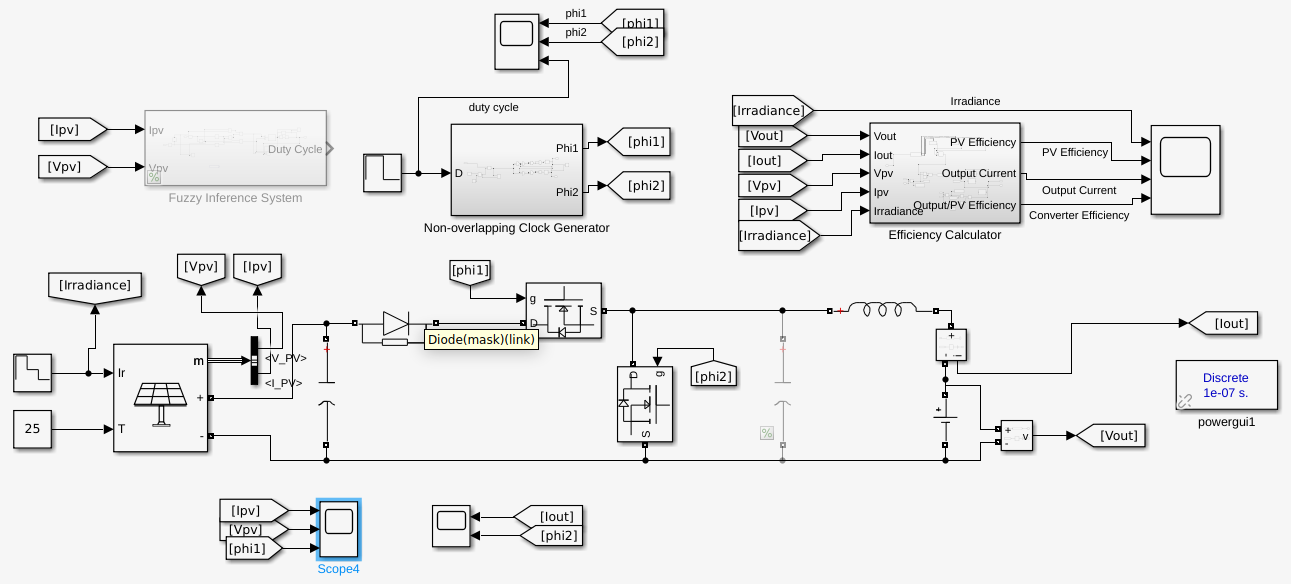 phi1
[phi1]
phi2
[phi2]
duty cycle
[Ipv]
[Vpv]
Ipv
Vpv
Duty Cycle
%
Fuzzy Inference System
D
Phi1
Phi2
[phi1]
[phi2]
Non-overlapping Clock Generator
[Irradiance]
[Vout]
[Iout]
[Vpv]
[Ipv]
[Irradiance]
Vout
Iout
Vpv
Ipv
Irradiance
PV Efficiency
Output Current
Output/PV Efficiency
Efficiency Calculator
Irradiance
PV Efficiency
Output Current
Converter Efficiency
[Irradiance]
[Vpv]
[Ipv]
[phi1]
g
D
S
Diode(mask)(link)
Ir
T
m
+
-
25
<V_PV>
<I_PV>
+
D
g
S
[phi2]
+
%
+
+
-
+
+
-
v
[Iout]
[Vout]
Discrete
1e-07 s.
powergui1
[Ipv]
[Vpv]
[phi1]
Scope4
[Iout]
[phi2]